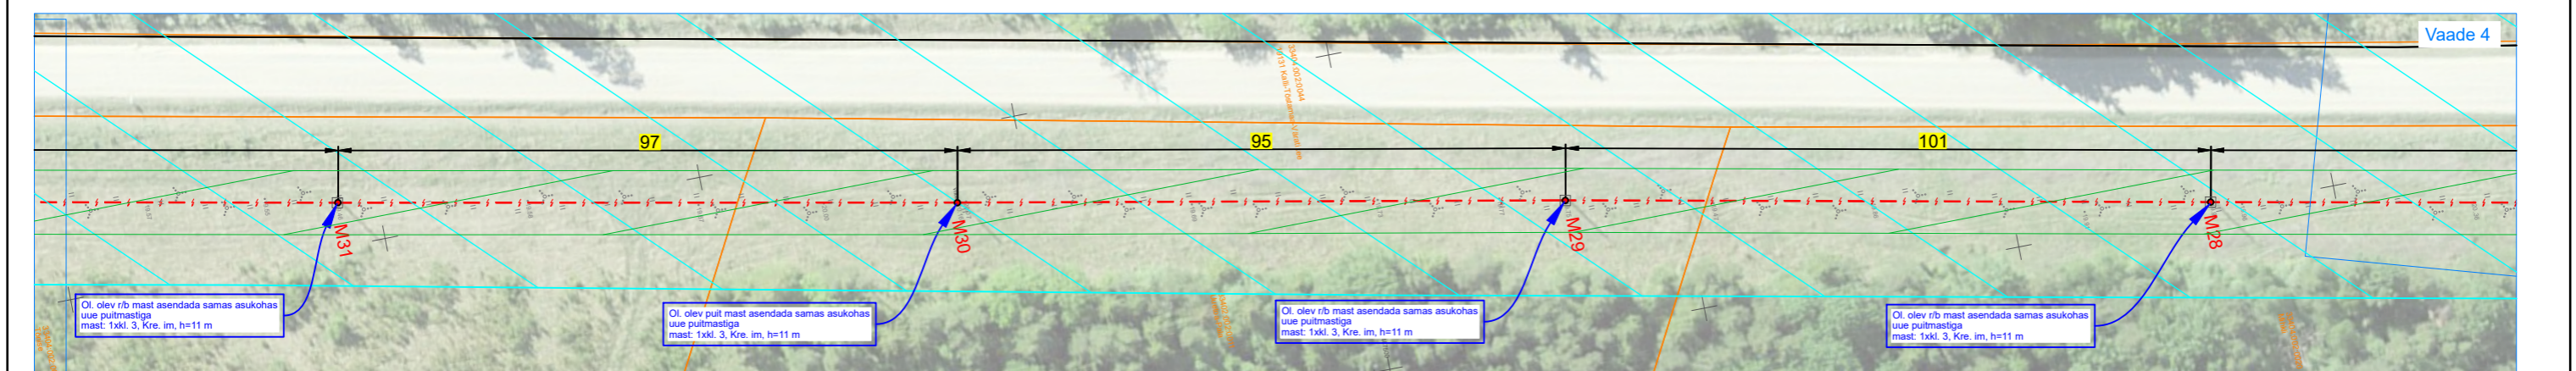 Vaade 4
33404:002:0044
97
95
101
M31
M30
M29
M28
Ol. olev r/b mast asendada samas asukohas
uue puitmastiga
mast: 1xkl. 3, Kre. im, h=11 m
Ol. olev puit mast asendada samas asukohas
uue puitmastiga
mast: 1xkl. 3, Kre. im, h=11 m
Ol. olev r/b mast asendada samas asukohas
uue puitmastiga
mast: 1xkl. 3, Kre. im, h=11 m
Ol. olev r/b mast asendada samas asukohas
uue puitmastiga
mast: 1xkl. 3, Kre. im, h=11 m